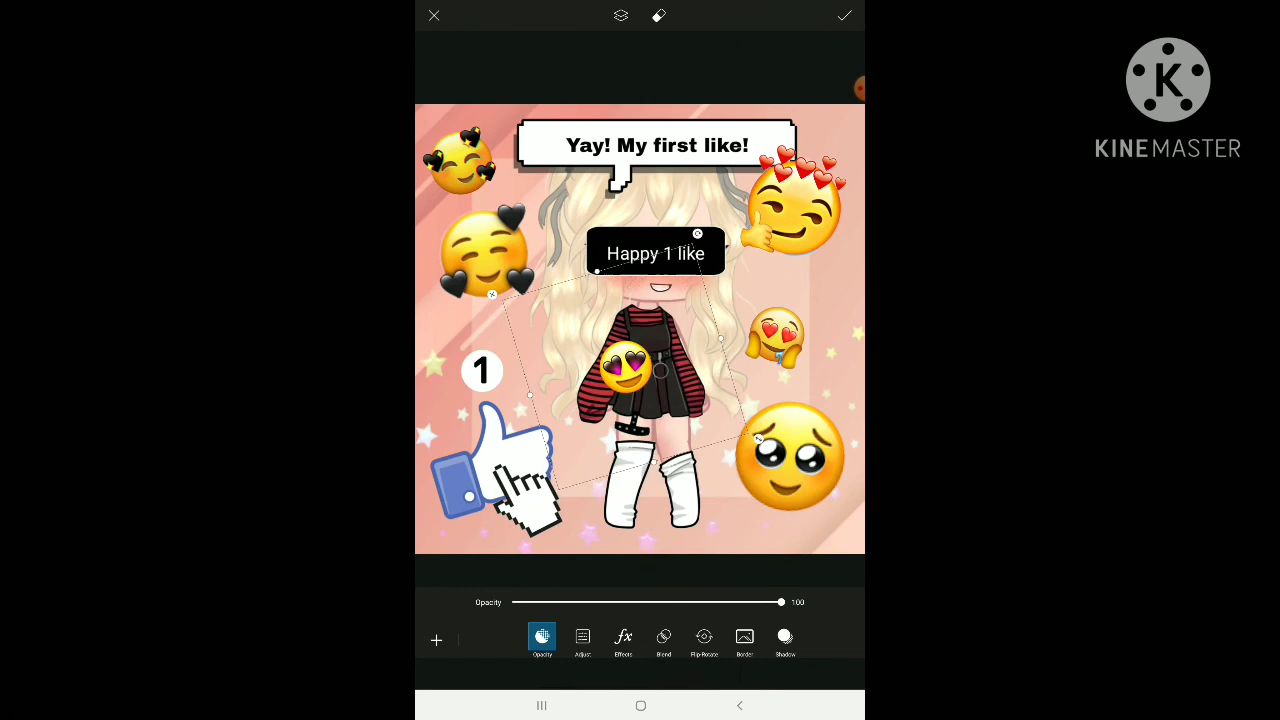 KINEMASTER
Yay! My first like!
Happy 1 like
1
Opacity
100
Opacity
Adjust
fx
Effects
Blend
Flip-Rotate
Border
Shadow